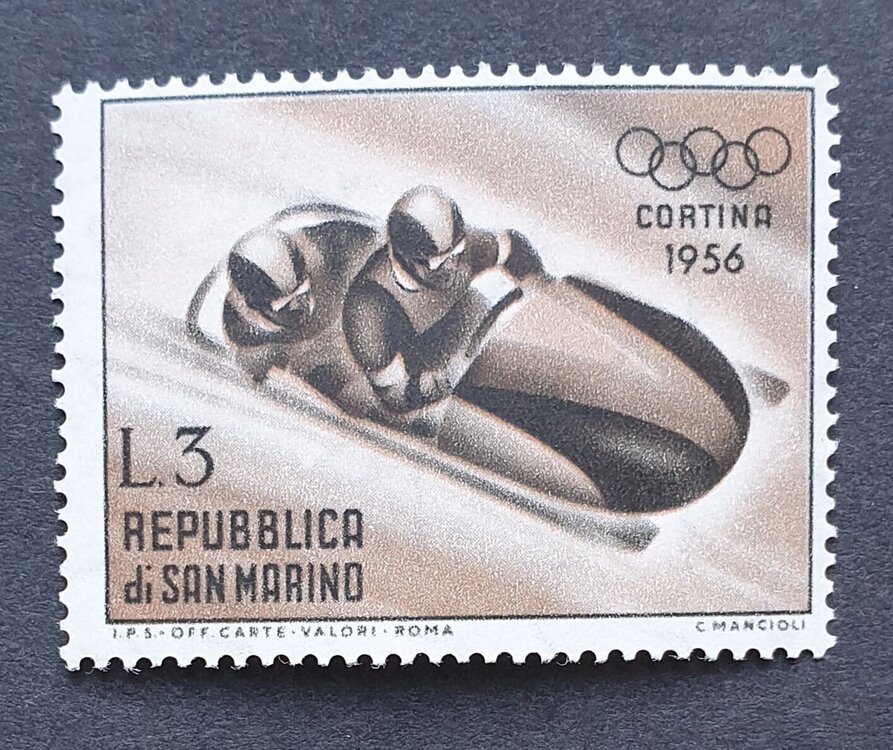 CORTINA
1956
L.3
REPUBBLICA
di SAN MARINO
I.P.S.-OFF. CARTE-VALORI-ROMA
C. MANCIOLI